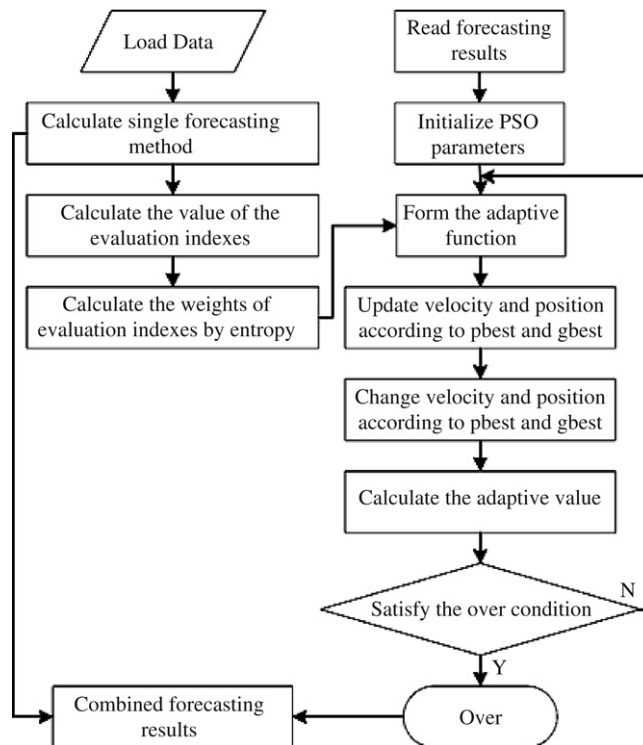 Load Data
Calculate single forecasting
method
Calculate the value of the
evaluation indexes
Calculate the weights of
evaluation indexes by entropy
Read forecasting
results
Initialize PSO
parameters
Form the adaptive
function
Update velocity and position
according to pbest and gbest
Change velocity and position
according to pbest and gbest
Calculate the adaptive value
Satisfy the over condition
N
Y
Over
Combined forecasting
results